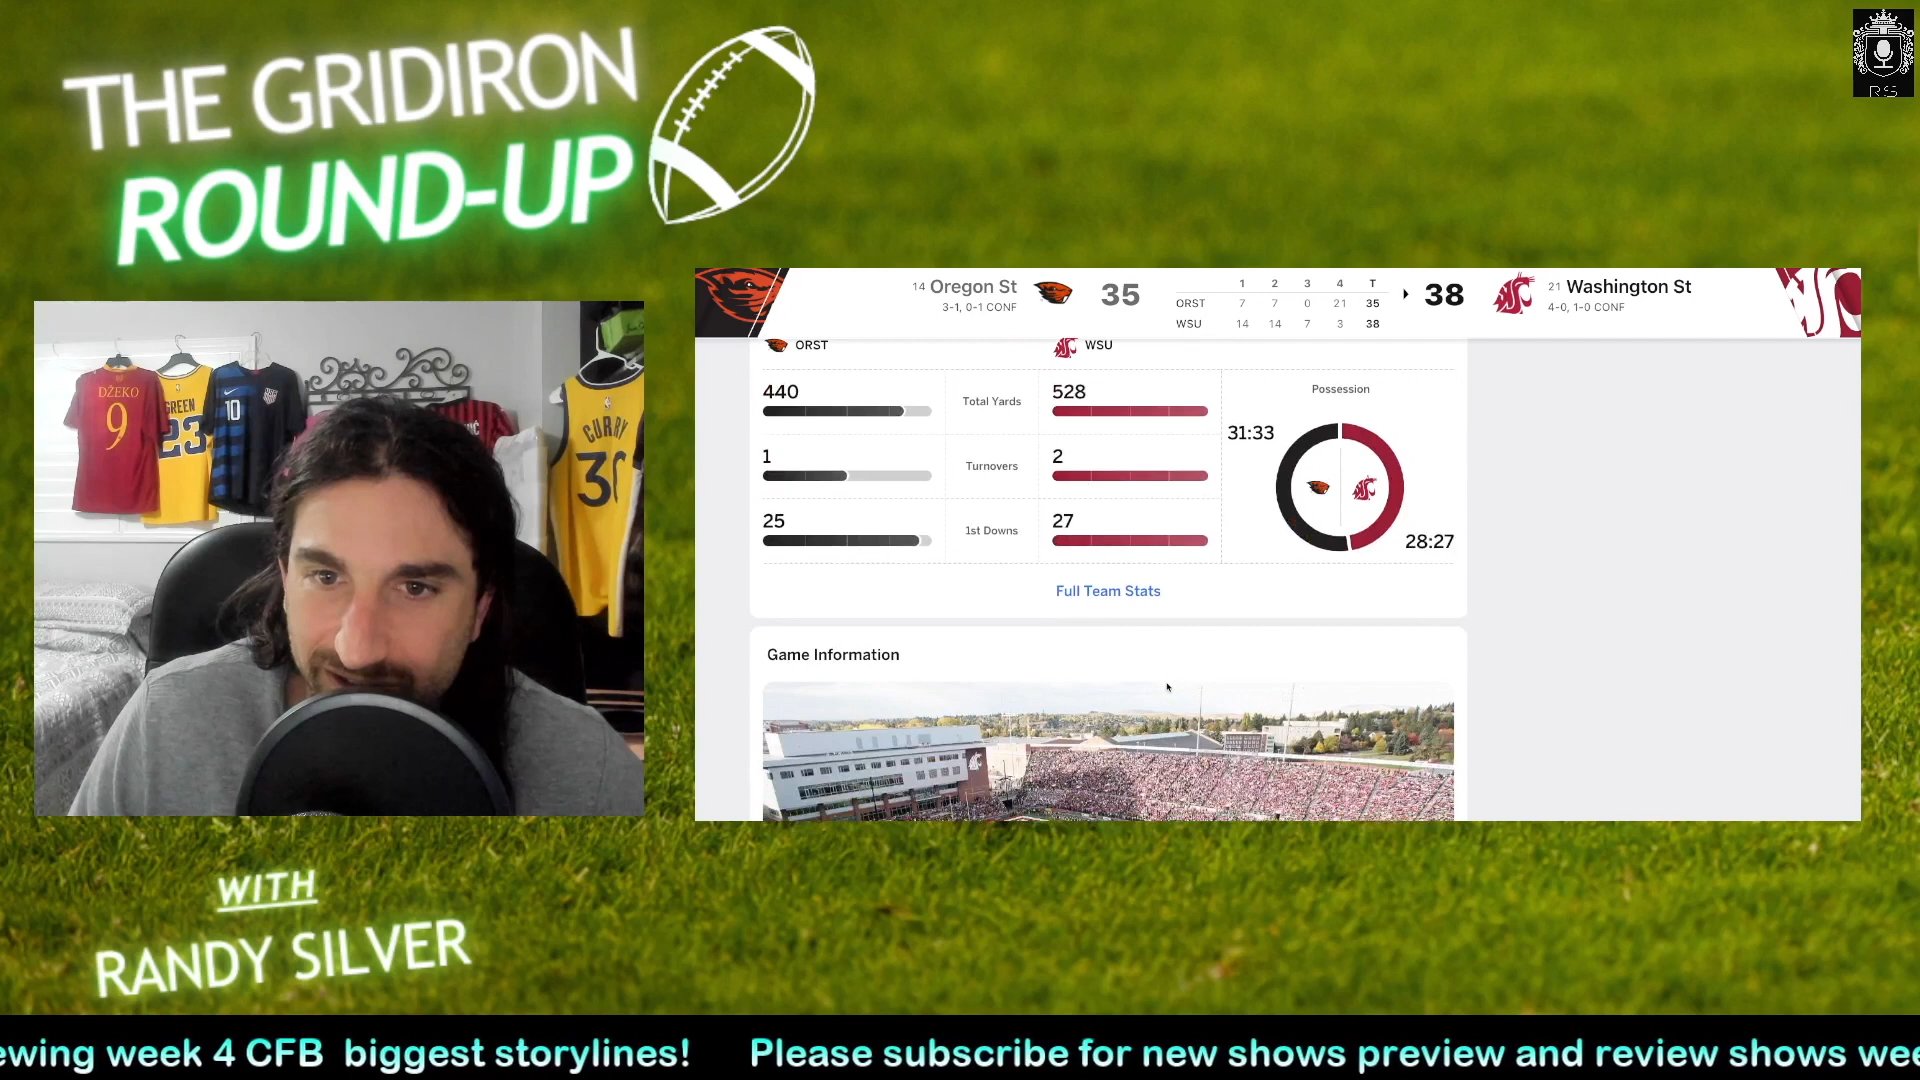 THE GRIDIRON
ROUND-UP
RS
DŽEKO
9
GREEN
23
10
CURRY
30
14 Oregon St
3-1, 0-1 CONF
35
1 2 3 4 T
ORST 7 7 0 21 35
WSU 14 14 7 3 38
38
21 Washington St
4-0, 1-0 CONF
ORST
WSU
440
Total Yards
528
1
Turnovers
2
25
1st Downs
27
Possession
31:33
28:27
Full Team Stats
Game Information
WITH
RANDY SILVER
ewing week 4 CFB biggest storylines! Please subscribe for new shows preview and review shows wee